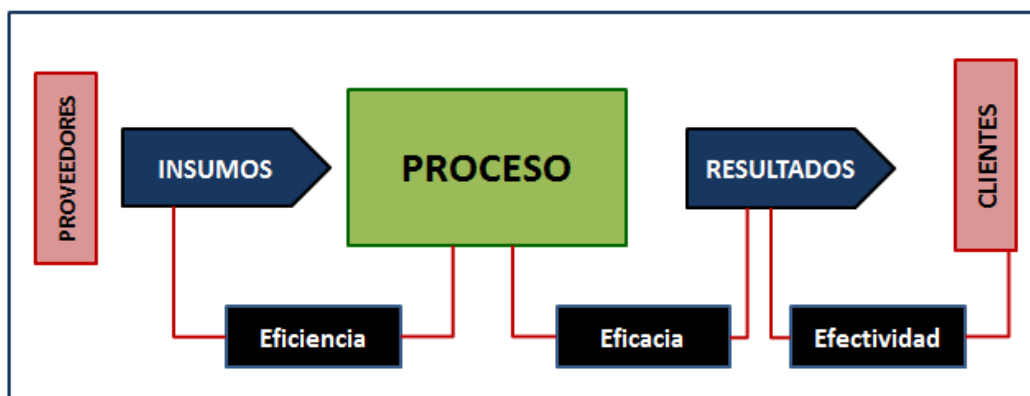 PROVEEDORES
INSUMOS
PROCESO
RESULTADOS
CLIENTES
Eficiencia
Eficacia
Efectividad